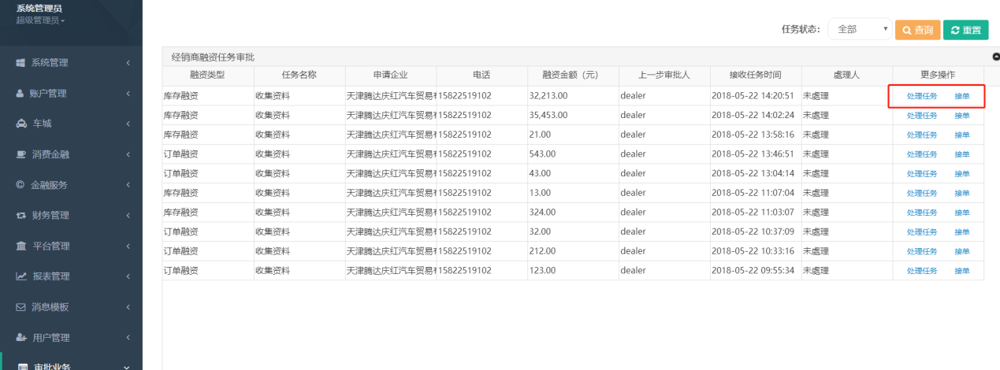 系统管理员
超级管理员
系统管理
账户管理
车城
消费金融
金融服务
财务管理
平台管理
报表管理
消息模板
用户管理
审批业务
任务状态： 全部 查询 重置
经销商融资任务审批
融资类型 任务名称 申请企业 电话 融资金额（元） 上一步审批人 接收任务时间 處理人 更多操作
库存融资 收集资料 天津腾达庆红汽车贸易有 15822519102 32,213.00 dealer 2018-05-22 14:20:51 未處理 处理任务 接单
库存融资 收集资料 天津腾达庆红汽车贸易有 15822519102 35,453.00 dealer 2018-05-22 14:02:24 未處理 处理任务 接单
库存融资 收集资料 天津腾达庆红汽车贸易有 15822519102 21.00 dealer 2018-05-22 13:58:16 未處理 处理任务 接单
订单融资 收集资料 天津腾达庆红汽车贸易有 15822519102 543.00 dealer 2018-05-22 13:46:51 未處理 处理任务 接单
订单融资 收集资料 天津腾达庆红汽车贸易有 15822519102 43.00 dealer 2018-05-22 13:04:14 未處理 处理任务 接单
库存融资 收集资料 天津腾达庆红汽车贸易有 15822519102 13.00 dealer 2018-05-22 11:07:04 未處理 处理任务 接单
库存融资 收集资料 天津腾达庆红汽车贸易有 15822519102 324.00 dealer 2018-05-22 11:03:07 未處理 处理任务 接单
订单融资 收集资料 天津腾达庆红汽车贸易有 15822519102 32.00 dealer 2018-05-22 10:37:09 未處理 处理任务 接单
订单融资 收集资料 天津腾达庆红汽车贸易有 15822519102 212.00 dealer 2018-05-22 10:33:16 未處理 处理任务 接单
订单融资 收集资料 天津腾达庆红汽车贸易有 15822519102 123.00 dealer 2018-05-22 09:55:34 未處理 处理任务 接单